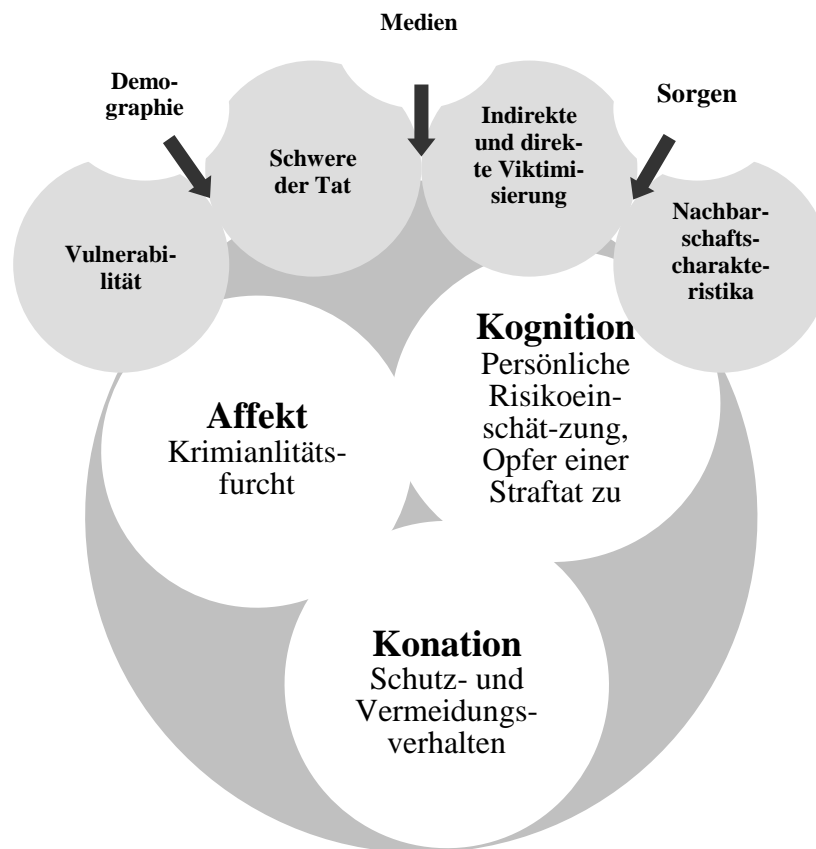 Medien
Demo-
graphie
Sorgen
Schwere
der Tat
Indirekte
und direk-
te Viktimi-
sierung
Vulnerabi-
lität
Nachbar-
schafts-
charakte-
ristika
Affekt
Krimianlitäts-
furcht
Kognition
Persönliche
Risikoein-
schät-zung,
Opfer einer
Straftat zu
Konation
Schutz- und
Vermeidungs-
verhalten